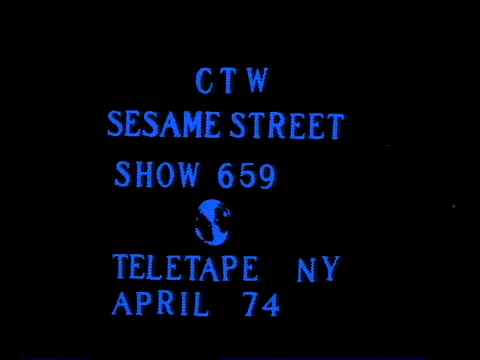 CTW
SESAME STREET
SHOW 659
TELETAPE NY
APRIL 74